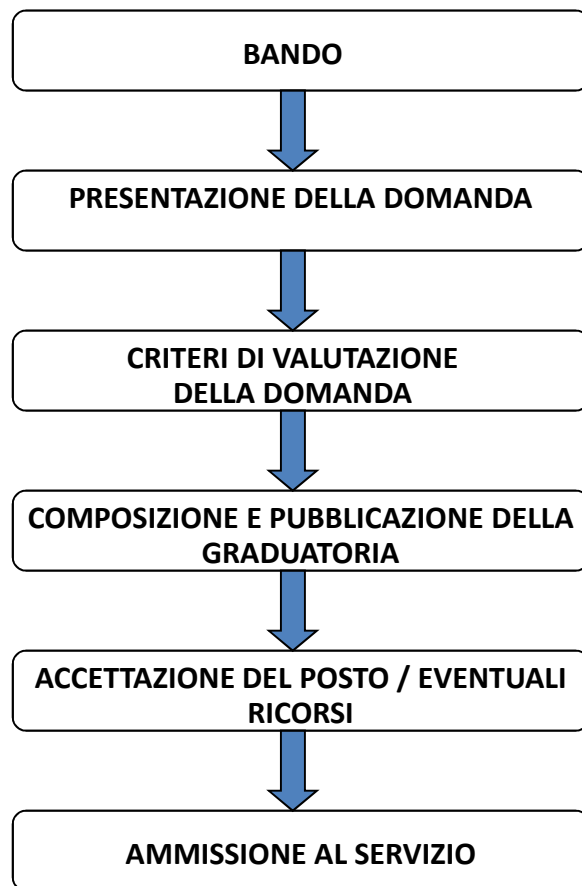 BANDO
PRESENTAZIONE DELLA DOMANDA
CRITERI DI VALUTAZIONE
DELLA DOMANDA
COMPOSIZIONE E PUBBLICAZIONE DELLA
GRADUATORIA
ACCETTAZIONE DEL POSTO / EVENTUALI
RICORSI
AMMISSIONE AL SERVIZIO